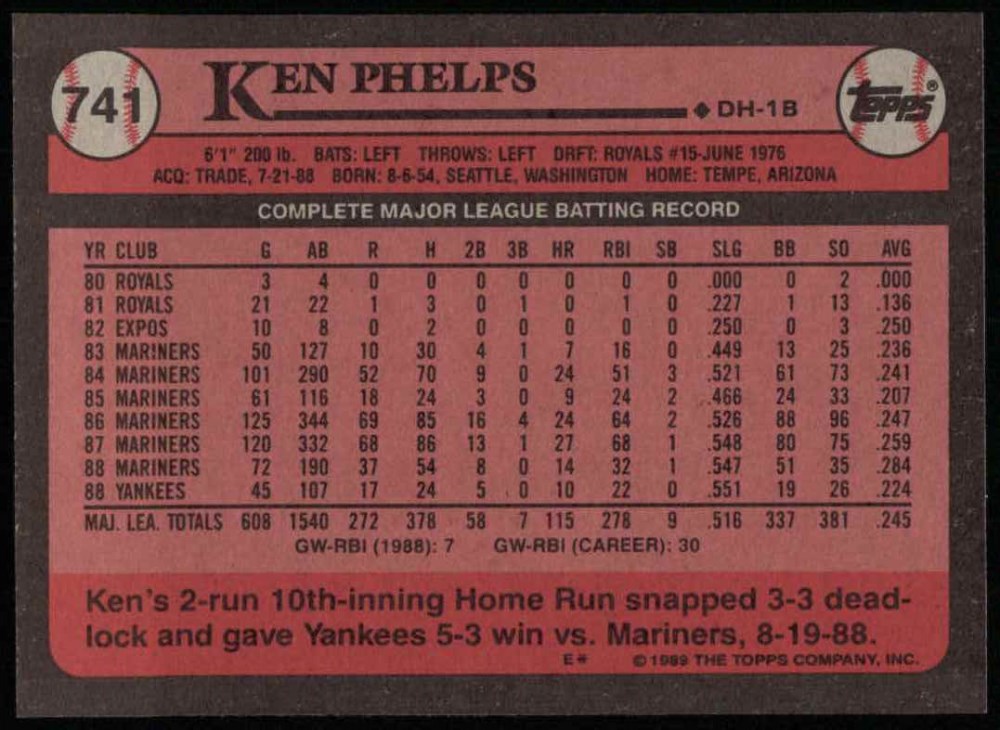 741
KEN PHELPS
◆ DH-1B
TOPPS®
6'1" 200 lb. BATS: LEFT THROWS: LEFT DRFT: ROYALS #15-JUNE 1976
ACQ: TRADE, 7-21-88 BORN: 8-6-54, SEATTLE, WASHINGTON HOME: TEMPE, ARIZONA
COMPLETE MAJOR LEAGUE BATTING RECORD
YR CLUB G AB R H 2B 3B HR RBI SB SLG BB SO AVG
80 ROYALS 3 4 0 0 0 0 0 0 0 .000 0 2 .000
81 ROYALS 21 22 1 3 0 1 0 1 0 .227 1 13 .136
82 EXPOS 10 8 0 2 0 0 0 0 0 .250 0 3 .250
83 MARINERS 50 127 10 30 4 1 7 16 0 .449 13 25 .236
84 MARINERS 101 290 52 70 9 0 24 51 3 .521 61 73 .241
85 MARINERS 61 116 18 24 3 0 9 24 2 .466 24 33 .207
86 MARINERS 125 344 69 85 16 4 24 64 2 .526 88 96 .247
87 MARINERS 120 332 68 86 13 1 27 68 1 .548 80 75 .259
88 MARINERS 72 190 37 54 8 0 14 32 1 .547 51 35 .284
88 YANKEES 45 107 17 24 5 0 10 22 0 .551 19 26 .224
MAJ. LEA. TOTALS 608 1540 272 378 58 7 115 278 9 .516 337 381 .245
GW-RBI (1988): 7 GW-RBI (CAREER): 30
Ken's 2-run 10th-inning Home Run snapped 3-3 dead-
lock and gave Yankees 5-3 win vs. Mariners, 8-19-88.
E* © 1989 THE TOPPS COMPANY, INC.